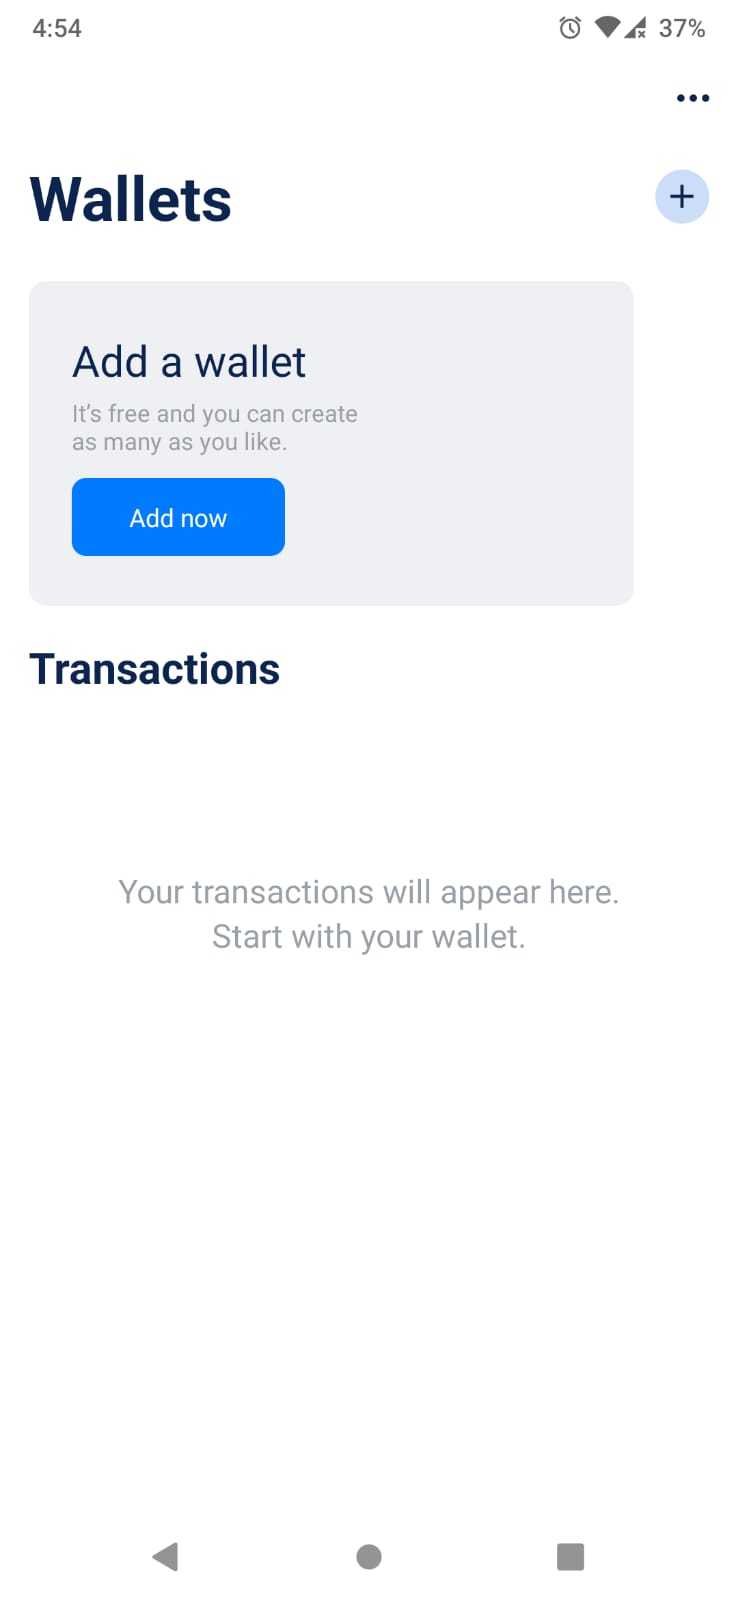 4:54
37%
Wallets
Add a wallet
It’s free and you can create
as many as you like.
Add now
Transactions
Your transactions will appear here.
Start with your wallet.